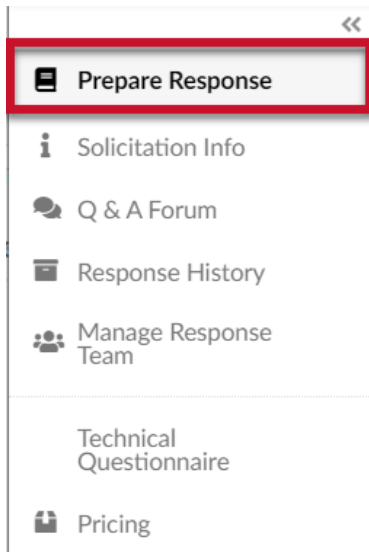 Prepare Response
Solicitation Info
Q & A Forum
Response History
Manage Response
Team
Technical
Questionnaire
Pricing